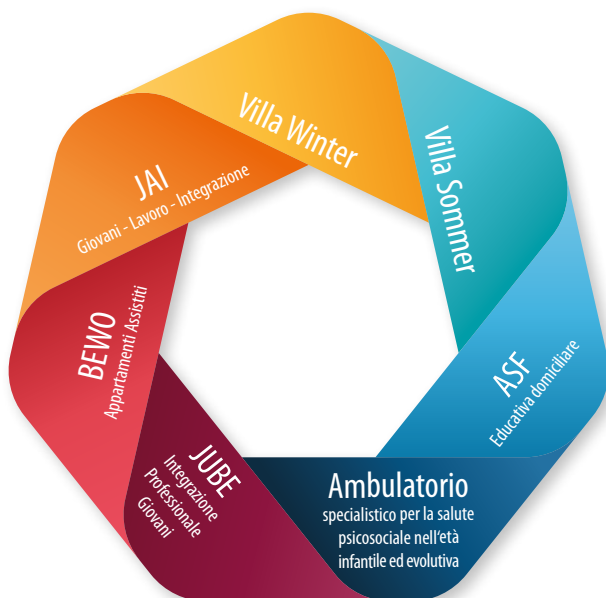 Villa Winter
Villa Sommer
ASF
Educativa domiciliare
Ambulatorio
specialistico per la salute
psicosociale nell'età
infantile ed evolutiva
JUBE
Integrazione
Professionale
Giovani
BEWO
Appartamenti Assistiti
JAI
Giovani - Lavoro - Integrazione